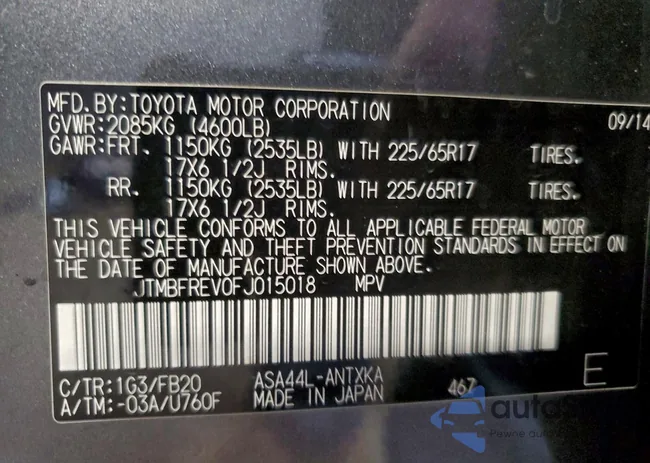 MFD. BY: TOYOTA MOTOR CORPORATION 09/14
GVWR: 2085KG (4600LB)
GAWR: FRT. 1150KG (2535LB) WITH 225/65R17 TIRES.
17X6 1/2J RIMS.
RR. 1150KG (2535LB) WITH 225/65R17 TIRES.
17X6 1/2J RIMS.
THIS VEHICLE CONFORMS TO ALL APPLICABLE FEDERAL MOTOR
VEHICLE SAFETY AND THEFT PREVENTION STANDARDS IN EFFECT ON
THE DATE OF MANUFACTURE SHOWN ABOVE.
JTMBFREV0FJ015018 MPV
C/TR: 1G3/FB20 ASA44L-ANTXKA 467 E
A/TM: -03A/U760F MADE IN JAPAN
Pewne